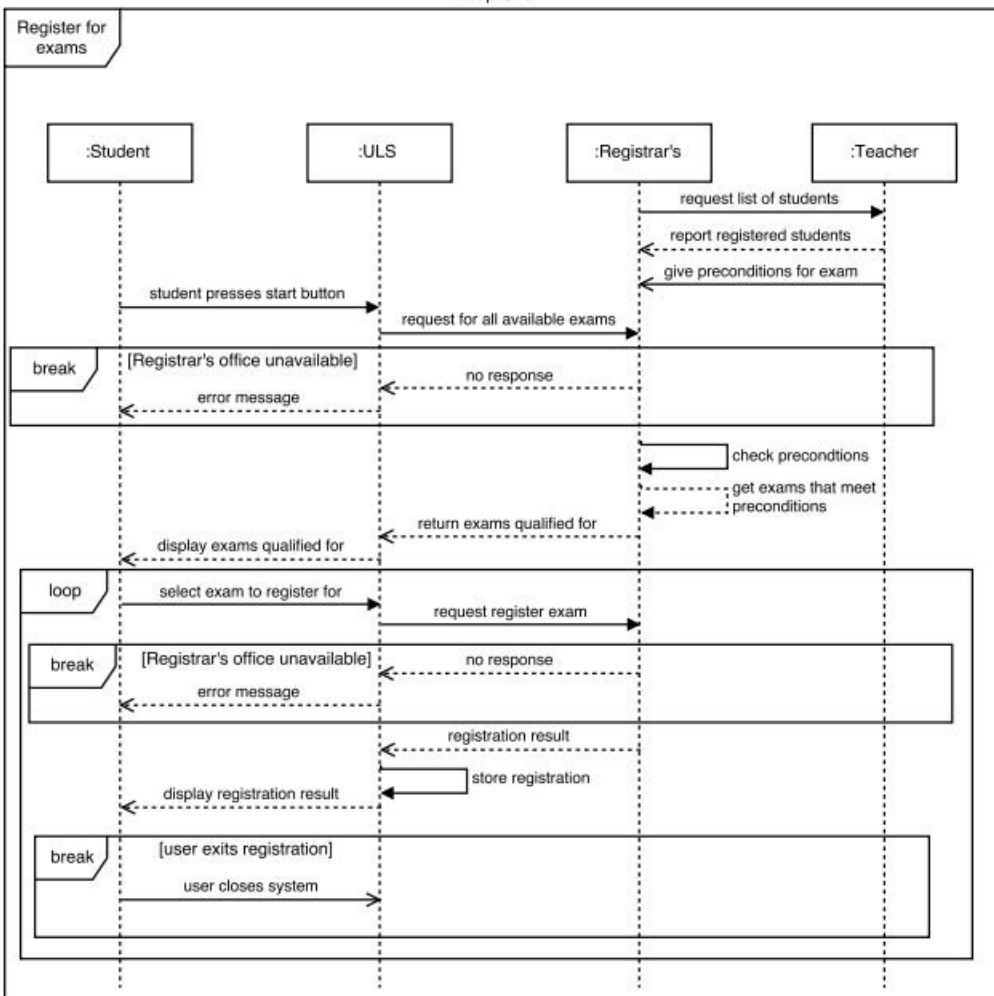 Register for
exams
:Student
:ULS
:Registrar's
:Teacher
request list of students
report registered students
give preconditions for exam
student presses start button
request for all available exams
break
[Registrar's office unavailable]
no response
error message
check precondtions
get exams that meet
preconditions
return exams qualified for
display exams qualified for
loop
select exam to register for
request register exam
break
[Registrar's office unavailable]
no response
error message
registration result
store registration
display registration result
break
[user exits registration]
user closes system